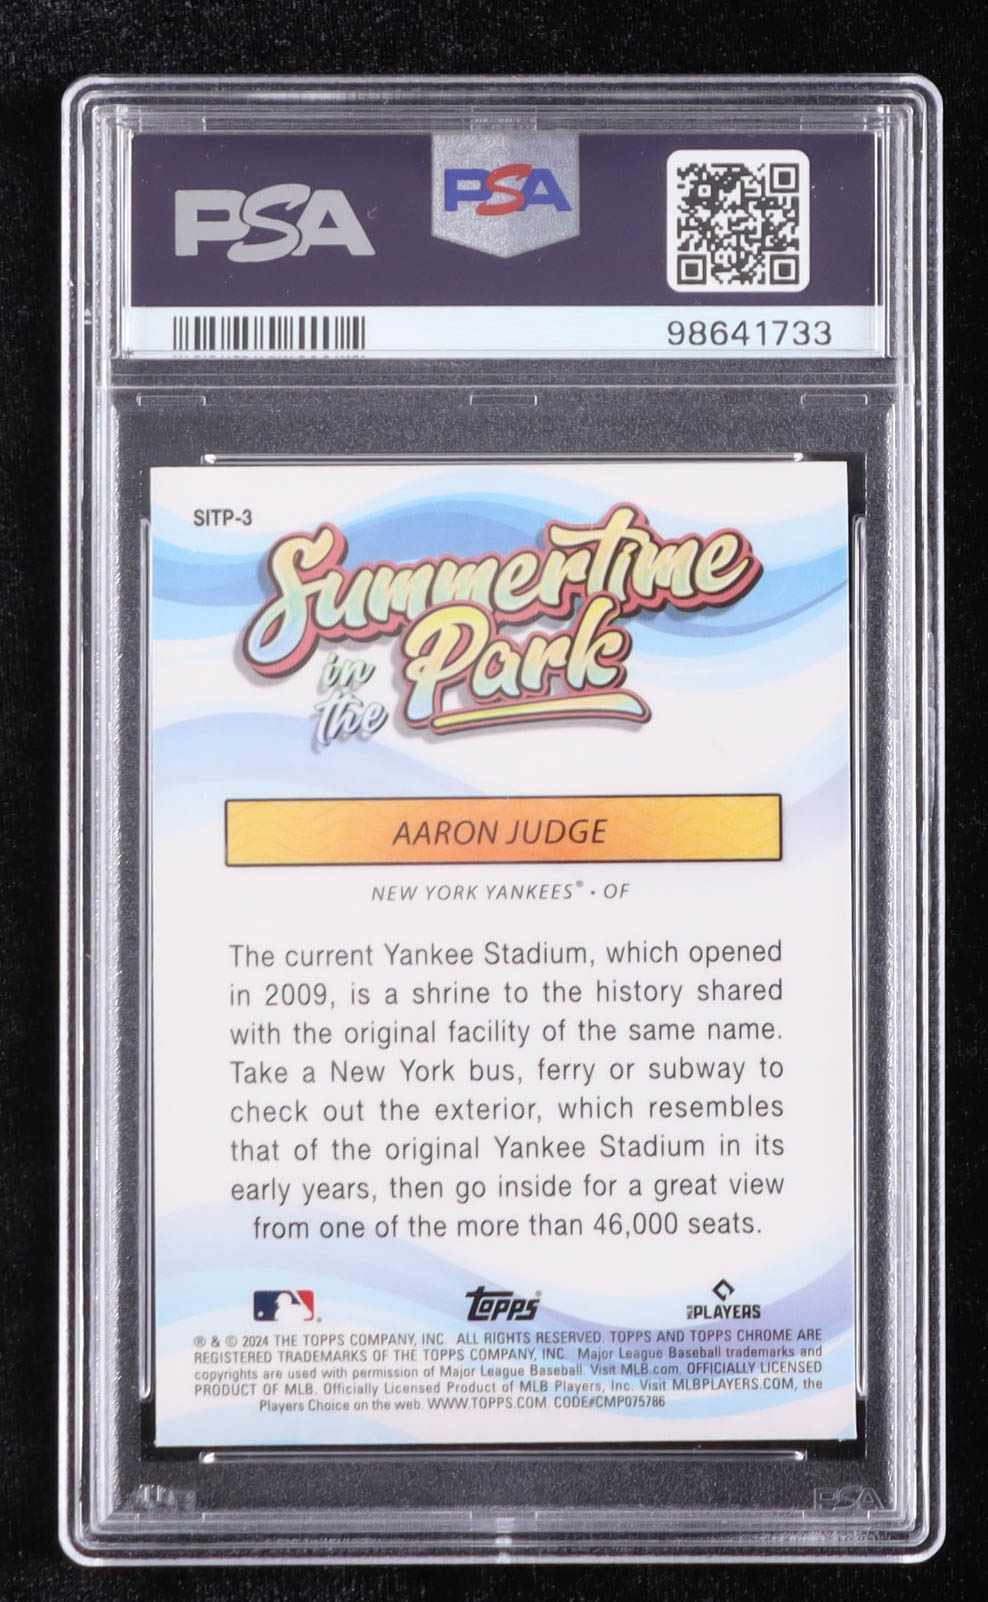 PSA
PSA
98641733
SITP-3
Summertime
in the Park
AARON JUDGE
NEW YORK YANKEES® • OF
The current Yankee Stadium, which opened
in 2009, is a shrine to the history shared
with the original facility of the same name.
Take a New York bus, ferry or subway to
check out the exterior, which resembles
that of the original Yankee Stadium in its
early years, then go inside for a great view
from one of the more than 46,000 seats.
topps®
PLAYERS
® & © 2024 THE TOPPS COMPANY, INC. ALL RIGHTS RESERVED. TOPPS AND TOPPS CHROME ARE
REGISTERED TRADEMARKS OF THE TOPPS COMPANY, INC. Major League Baseball trademarks and
copyrights are used with permission of Major League Baseball. Visit MLB.com. OFFICIALLY LICENSED
PRODUCT OF MLB. Officially Licensed Product of MLB Players, Inc. Visit MLBPLAYERS.COM, the
Players Choice on the web. WWW.TOPPS.COM. CODE#CMP075786
PSA